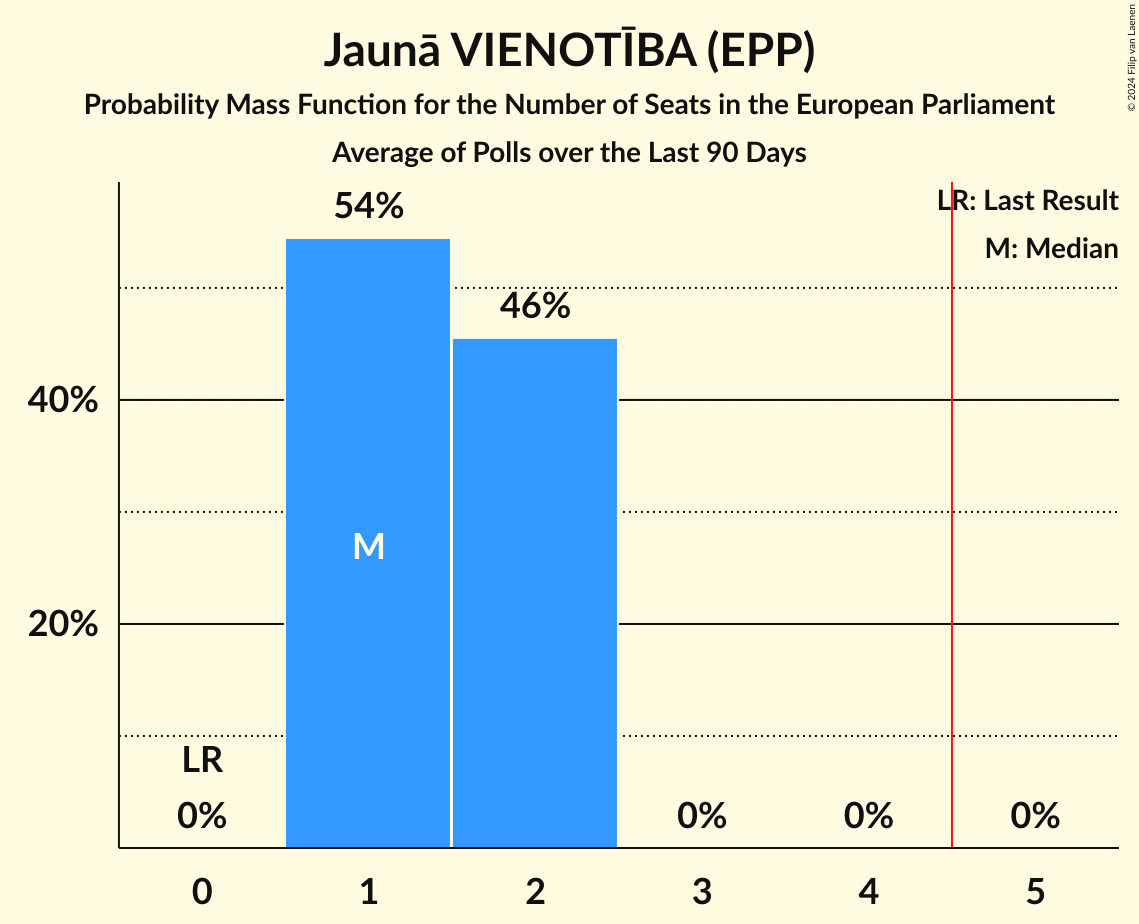 Jaunā VIENOTĪBA (EPP)
Probability Mass Function for the Number of Seats in the European Parliament
Average of Polls over the Last 90 Days
© 2024 Filip van Laenen
LR: Last Result
M: Median
54%
46%
40%
M
20%
LR
0%
0%
0%
0%
0
1
2
3
4
5